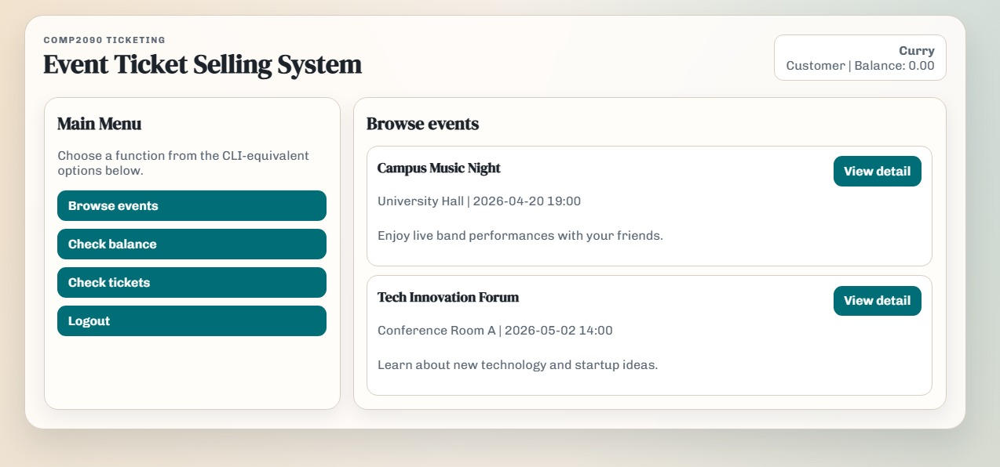 COMP2090 TICKETING
Event Ticket Selling System
Curry
Customer | Balance: 0.00
Main Menu
Choose a function from the CLI-equivalent
options below.
Browse events
Check balance
Check tickets
Logout
Browse events
Campus Music Night
View detail
University Hall | 2026-04-20 19:00
Enjoy live band performances with your friends.
Tech Innovation Forum
View detail
Conference Room A | 2026-05-02 14:00
Learn about new technology and startup ideas.